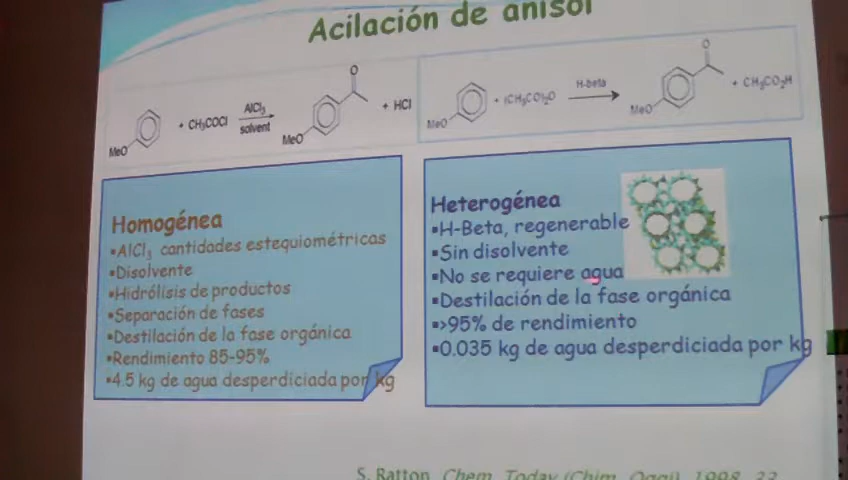 Acilación de anisol
MeO
+ CH₃COCl
AlCl₃
solvent
MeO
O
+ HCl
MeO
+ (CH₃CO)₂O
H-beta
MeO
O
+ CH₃CO₂H
Homogénea
▪AlCl₃ cantidades estequiométricas
▪Disolvente
▪Hidrólisis de productos
▪Separación de fases
▪Destilación de la fase orgánica
▪Rendimiento 85-95%
▪4.5 kg de agua desperdiciada por kg
Heterogénea
▪H-Beta, regenerable
▪Sin disolvente
▪No se requiere agua
▪Destilación de la fase orgánica
▪>95% de rendimiento
▪0.035 kg de agua desperdiciada por kg
S. Ratton, Chem. Today (Chim. Oggi), 1998, 22